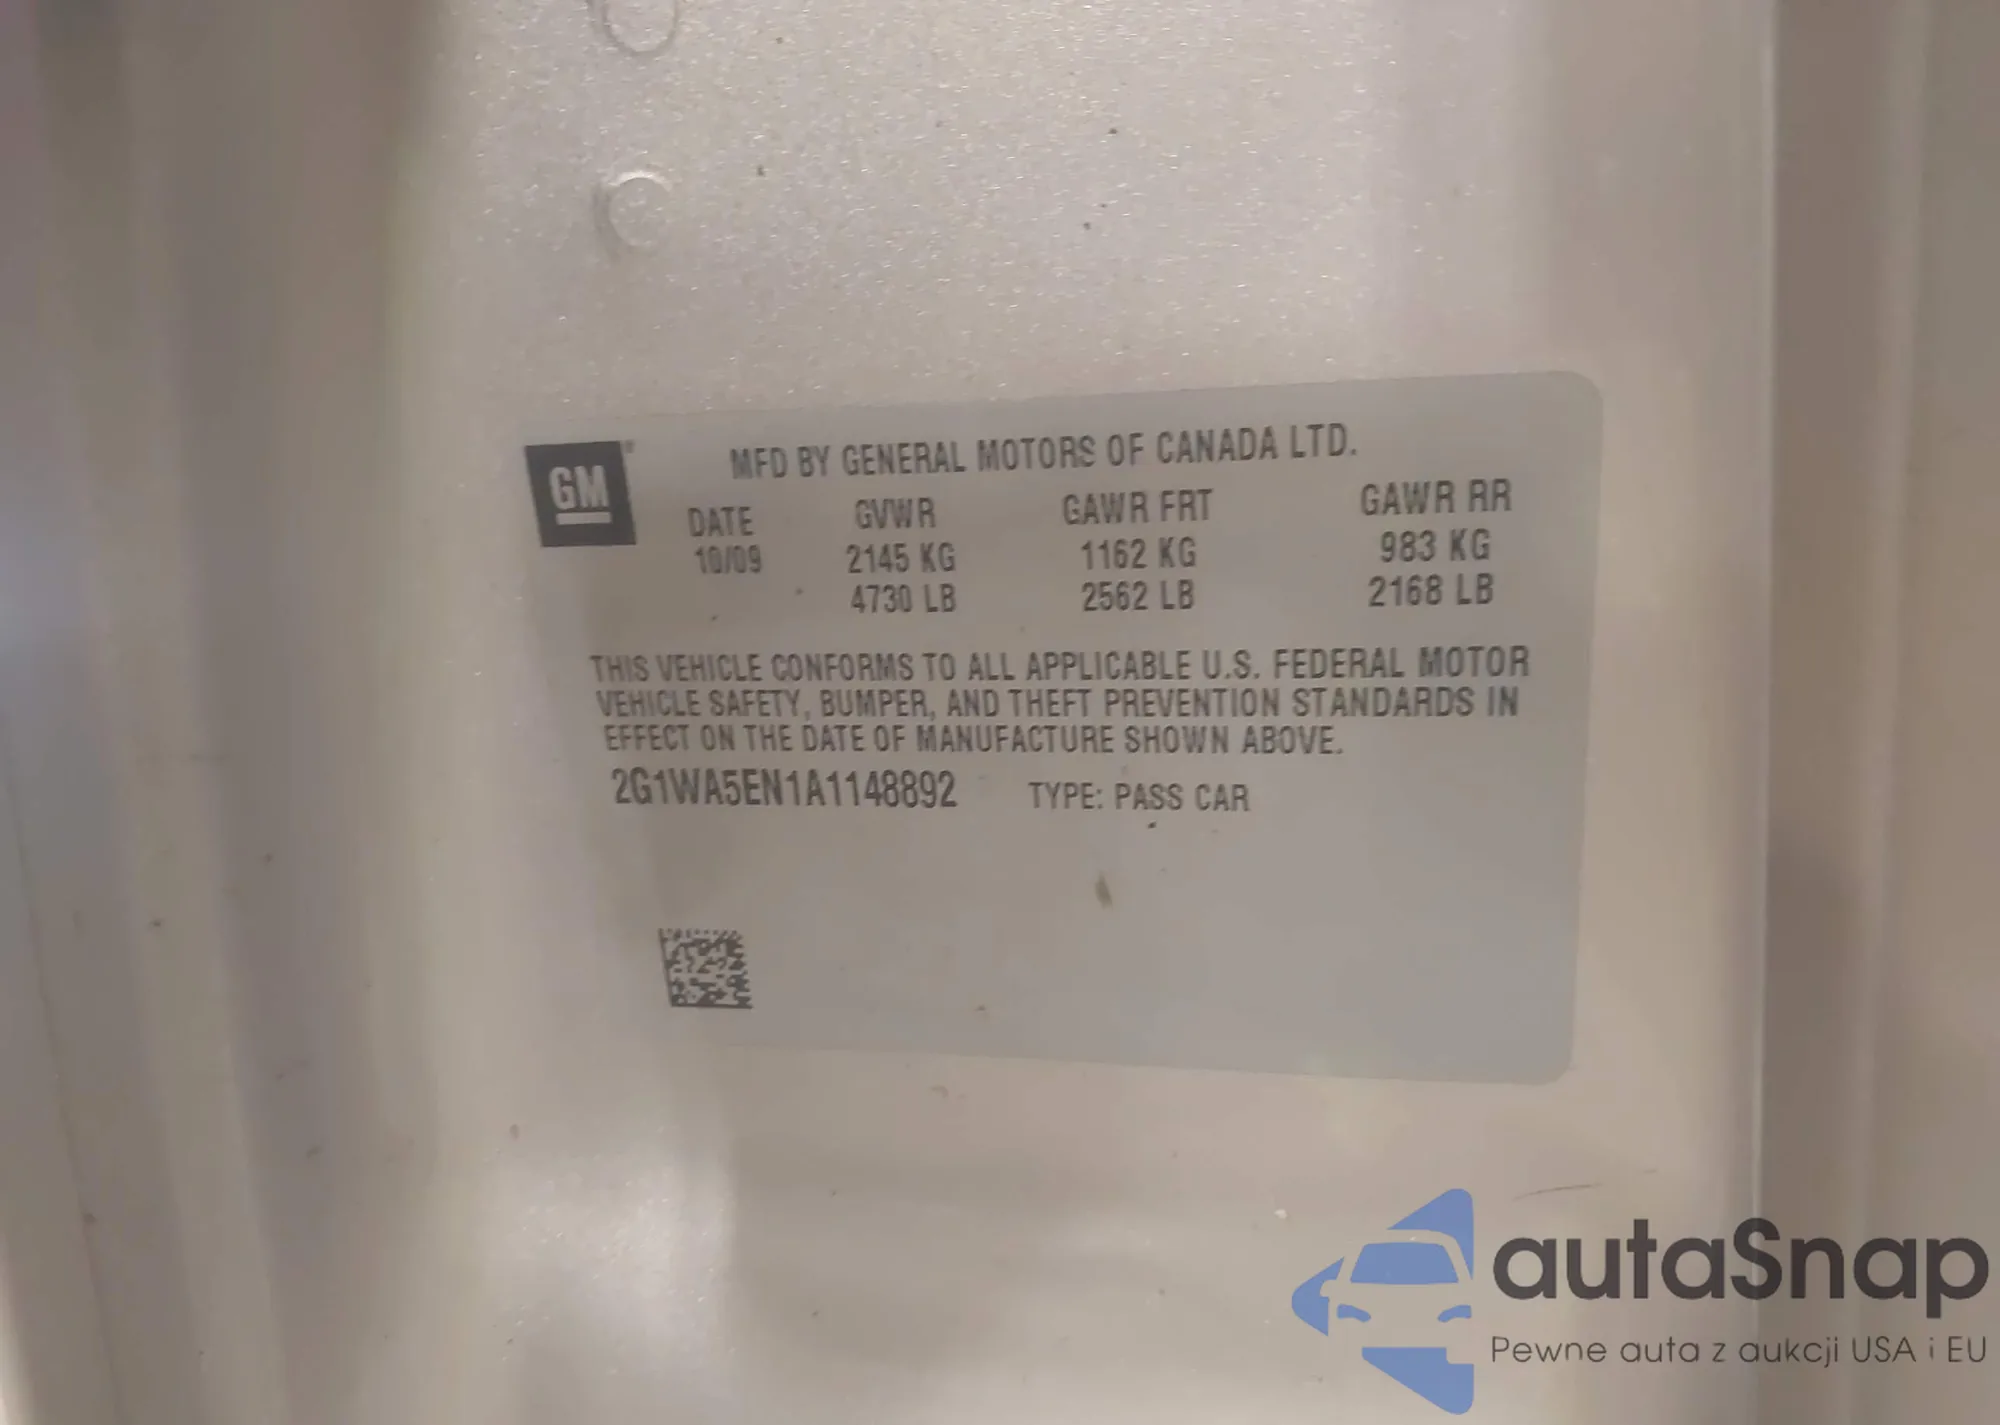 GM
MFD BY GENERAL MOTORS OF CANADA LTD.
DATE GVWR GAWR FRT GAWR RR
10/09 2145 KG 1162 KG 983 KG
4730 LB 2562 LB 2168 LB
THIS VEHICLE CONFORMS TO ALL APPLICABLE U.S. FEDERAL MOTOR
VEHICLE SAFETY, BUMPER, AND THEFT PREVENTION STANDARDS IN
EFFECT ON THE DATE OF MANUFACTURE SHOWN ABOVE.
2G1WA5EN1A1148892 TYPE: PASS CAR
autaSnap
Pewne auta z aukcji USA i EU